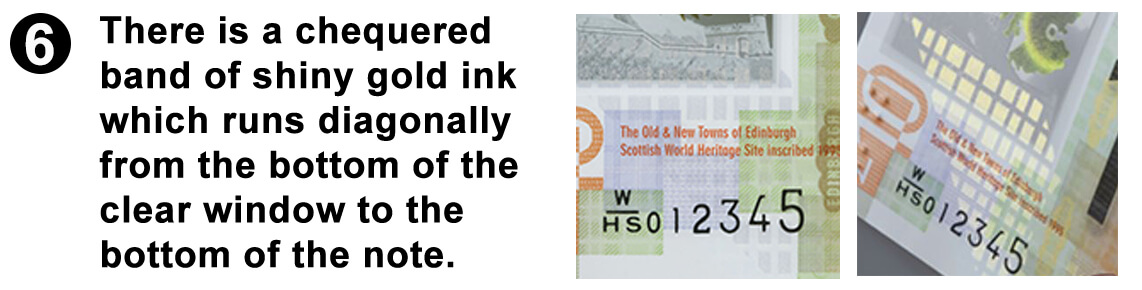 6
There is a chequered
band of shiny gold ink
which runs diagonally
from the bottom of the
clear window to the
bottom of the note.
The Old & New Towns of Edinburgh
Scottish World Heritage Site inscribed 1995
EDINBURGH
W
HS012345
The Old & New Towns of Edinburgh
Scottish World Heritage Site inscribed 1995
W
HS012345